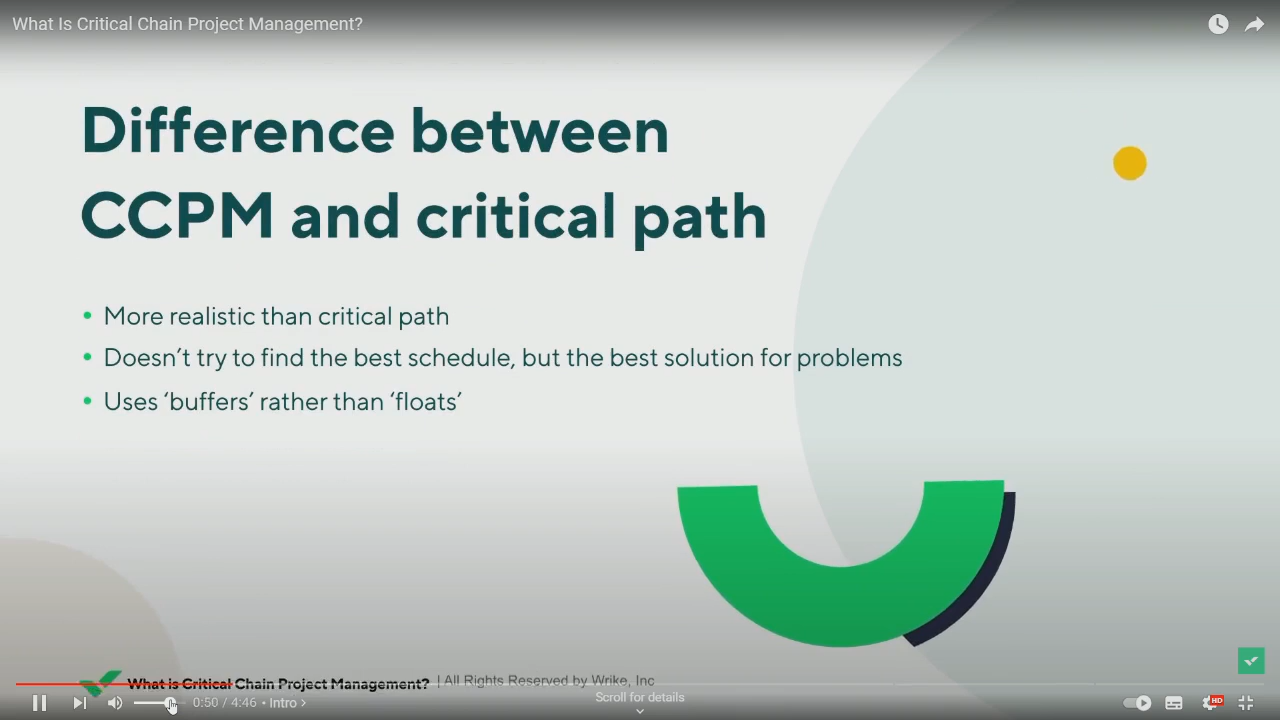 What Is Critical Chain Project Management?
Difference between
CCPM and critical path
• More realistic than critical path
• Doesn’t try to find the best schedule, but the best solution for problems
• Uses ‘buffers’ rather than ‘floats’
What is Critical Chain Project Management? | All Rights Reserved by Wrike, Inc
Scroll for details
0:50 / 4:46 • Intro
HD